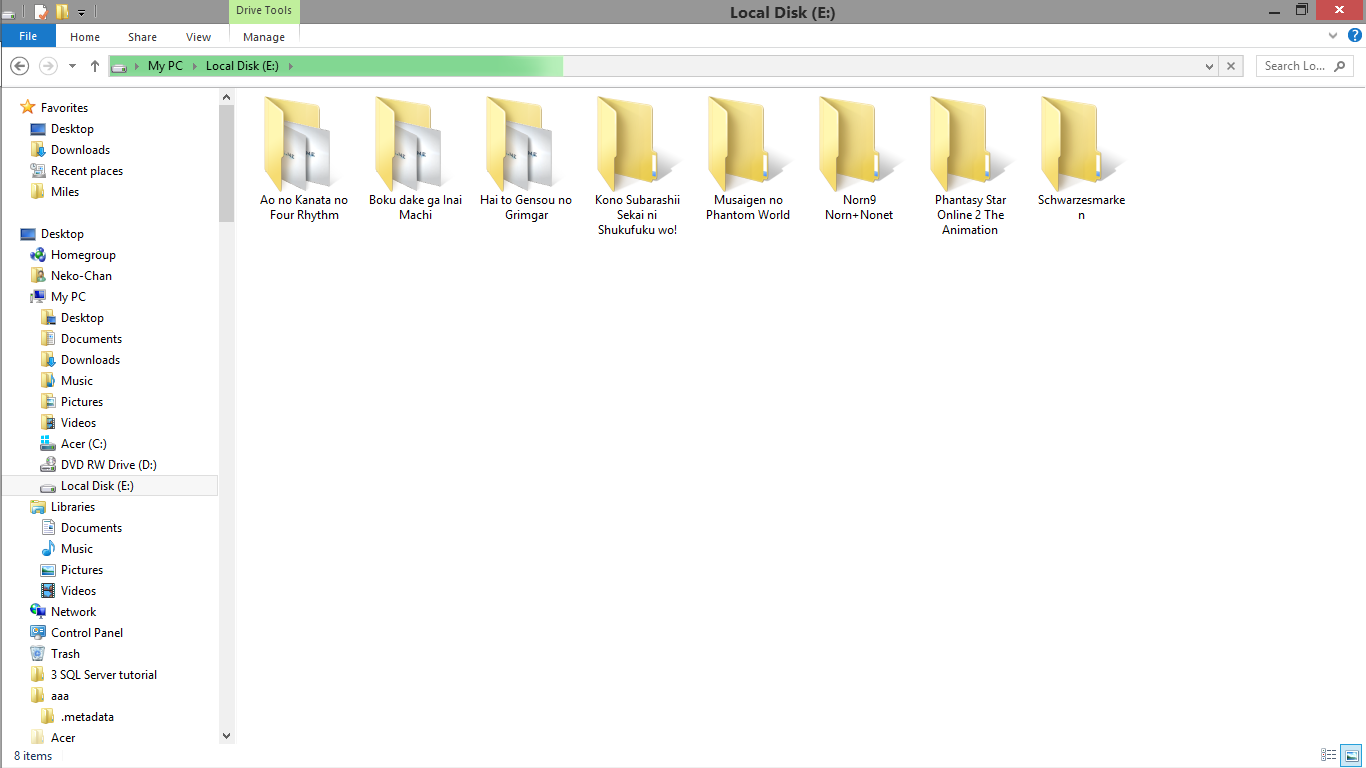 Drive Tools
Local Disk (E:)
File
Home
Share
View
Manage
My PC
Local Disk (E:)
Search Lo...
Favorites
Desktop
Downloads
Recent places
Miles
Desktop
Homegroup
Neko-Chan
My PC
Desktop
Documents
Downloads
Music
Pictures
Videos
Acer (C:)
DVD RW Drive (D:)
Local Disk (E:)
Libraries
Documents
Music
Pictures
Videos
Network
Control Panel
Trash
3 SQL Server tutorial
aaa
.metadata
Acer
Ao no Kanata no
Four Rhythm
Boku dake ga Inai
Machi
Hai to Gensou no
Grimgar
Kono Subarashii
Sekai ni
Shukufuku wo!
Musaigen no
Phantom World
Norn9
Norn+Nonet
Phantasy Star
Online 2 The
Animation
Schwarzesmarke
n
8 items